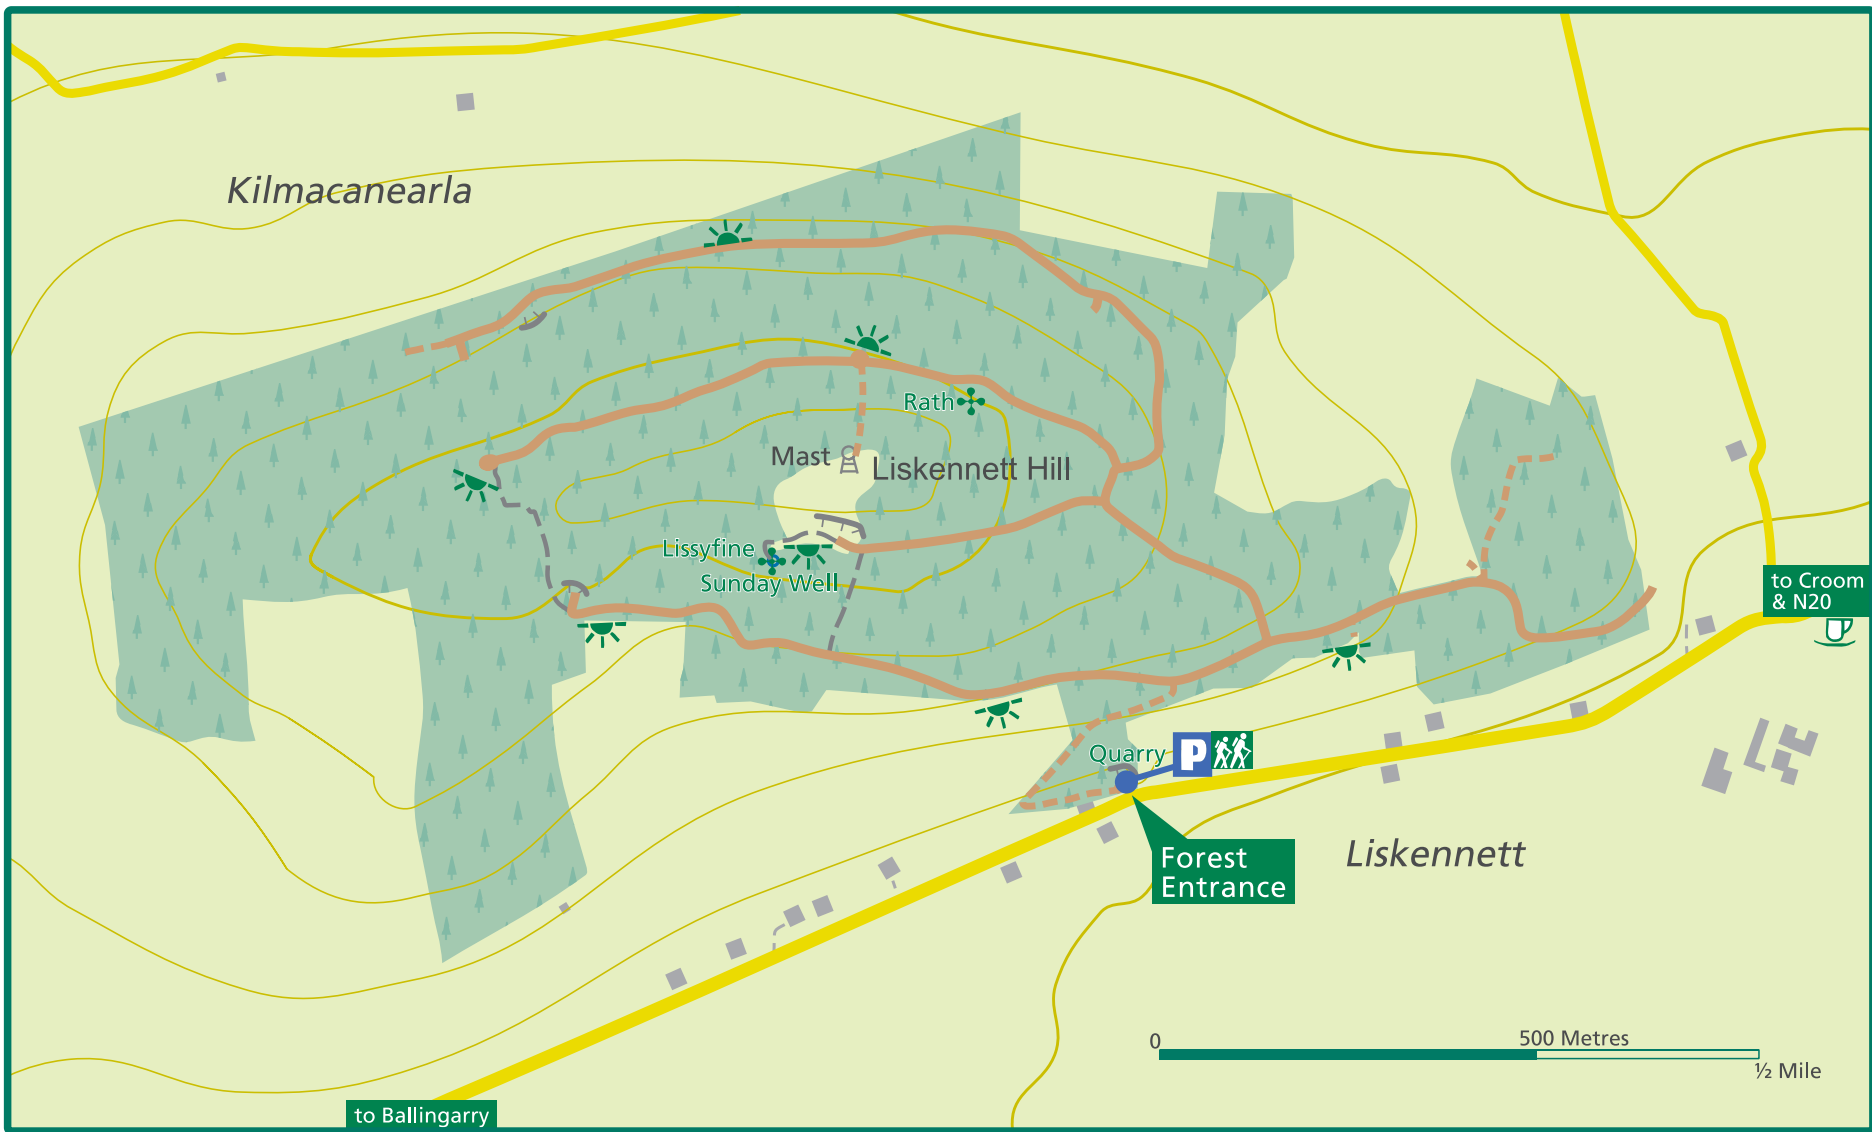 Kilmacanearla
Rath
Mast
Liskennett Hill
Lissyfine
Sunday Well
to Croom
& N20
Quarry
P
Forest
Entrance
Liskennett
0
500 Metres
½ Mile
to Ballingarry